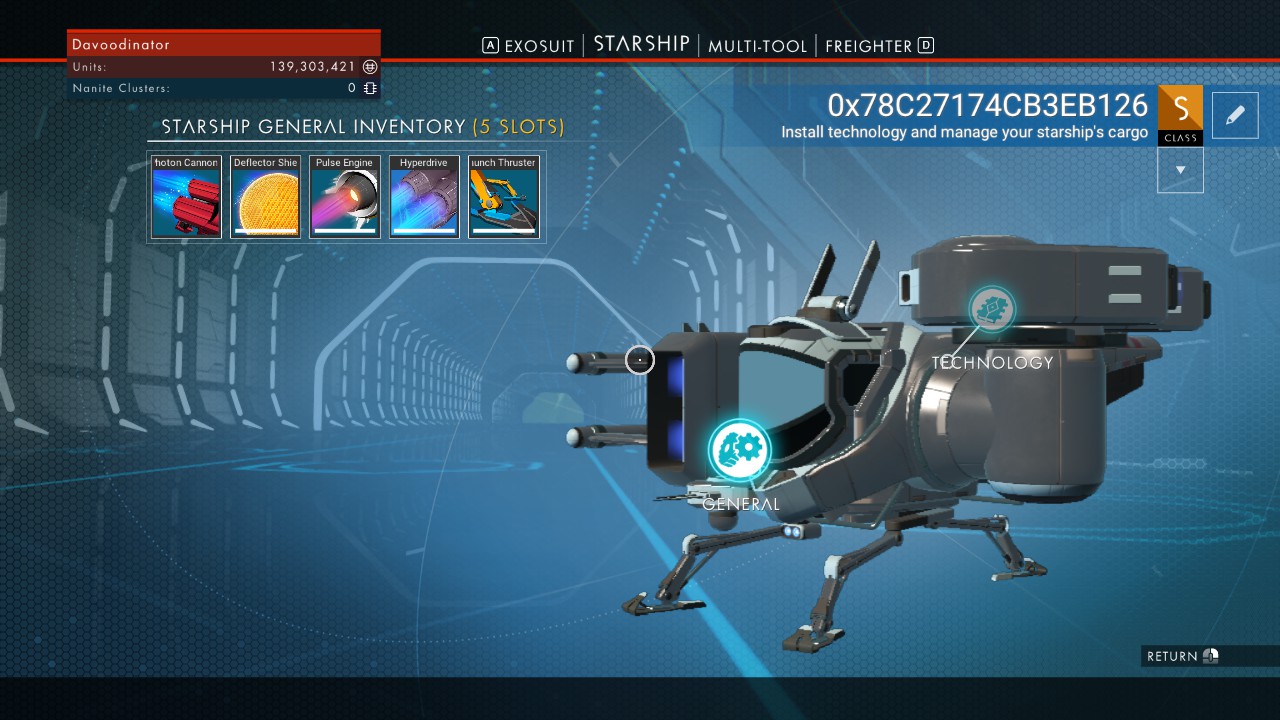 Davoodinator
Units: 139,303,421
Nanite Clusters: 0
A EXOSUIT STARSHIP MULTI-TOOL FREIGHTER D
0x78C27174CB3EB126
Install technology and manage your starship's cargo
S
CLASS
STARSHIP GENERAL INVENTORY (5 SLOTS)
hoton Cannon Deflector Shie Pulse Engine Hyperdrive unch Thruster
TECHNOLOGY
GENERAL
RETURN